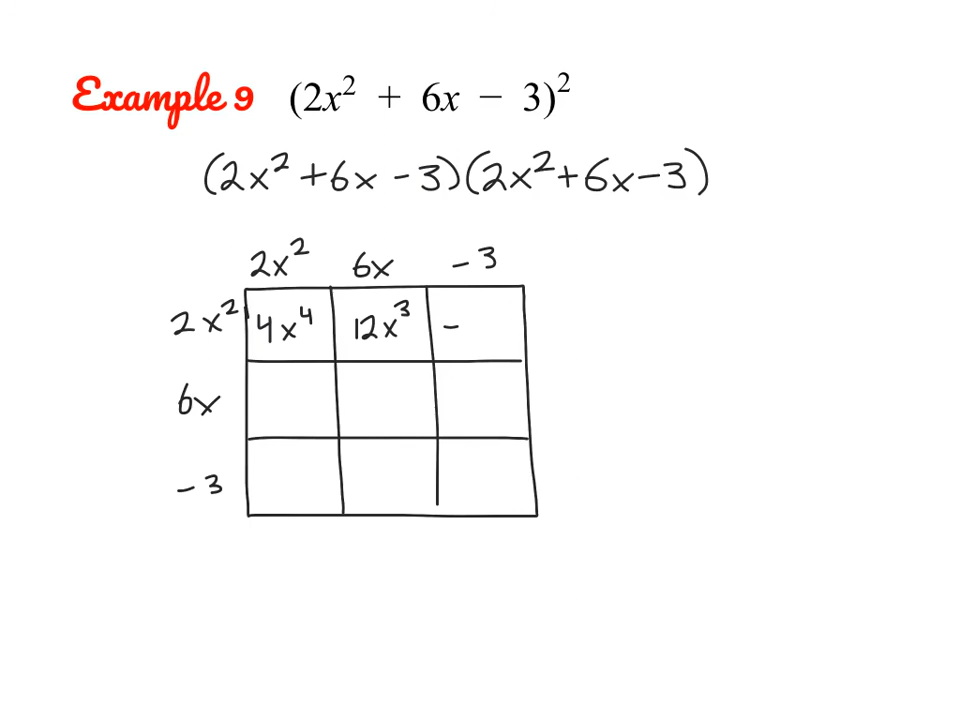 Example 9 (2x² + 6x − 3)²
(2x² + 6x − 3)(2x² + 6x − 3)
2x² 6x − 3
2x² 4x⁴ 12x³ −
6x
− 3